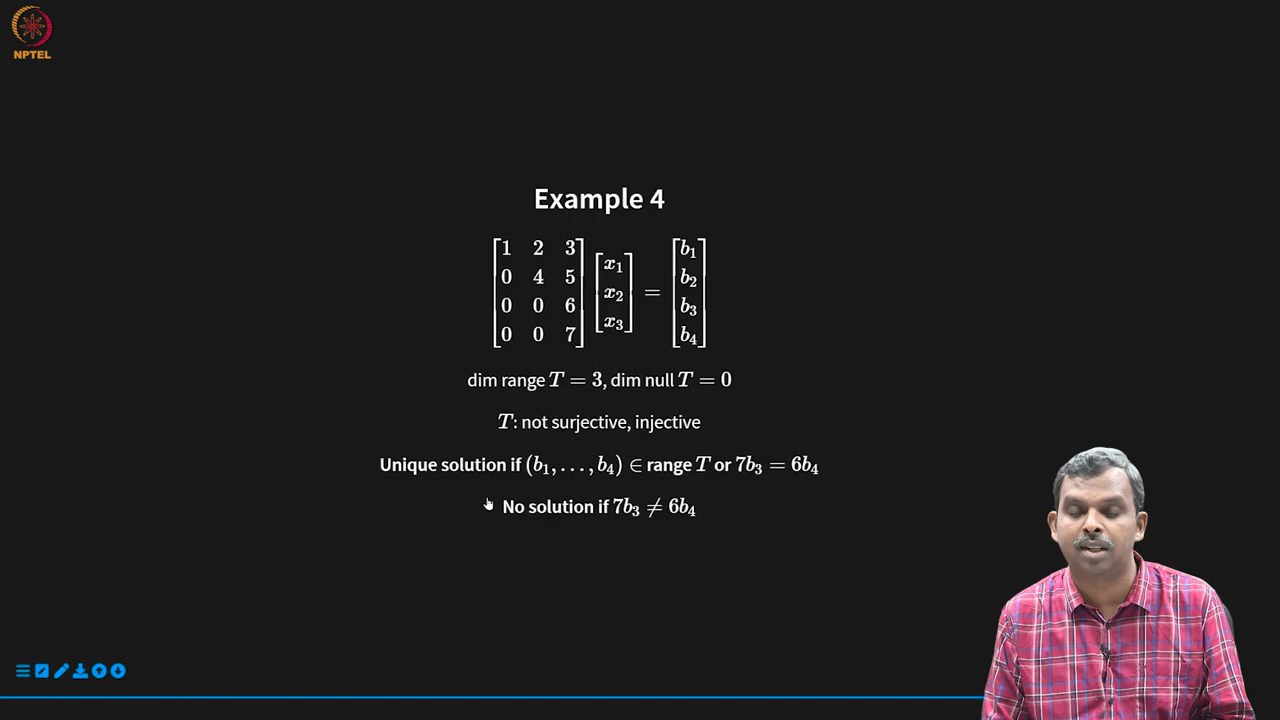 NPTEL
Example 4
[1 2 3; 0 4 5; 0 0 6; 0 0 7] [x₁; x₂; x₃] = [b₁; b₂; b₃; b₄]
dim range T = 3, dim null T = 0
T: not surjective, injective
Unique solution if (b₁, …, b₄) ∈ range T or 7b₃ = 6b₄
No solution if 7b₃ ≠ 6b₄